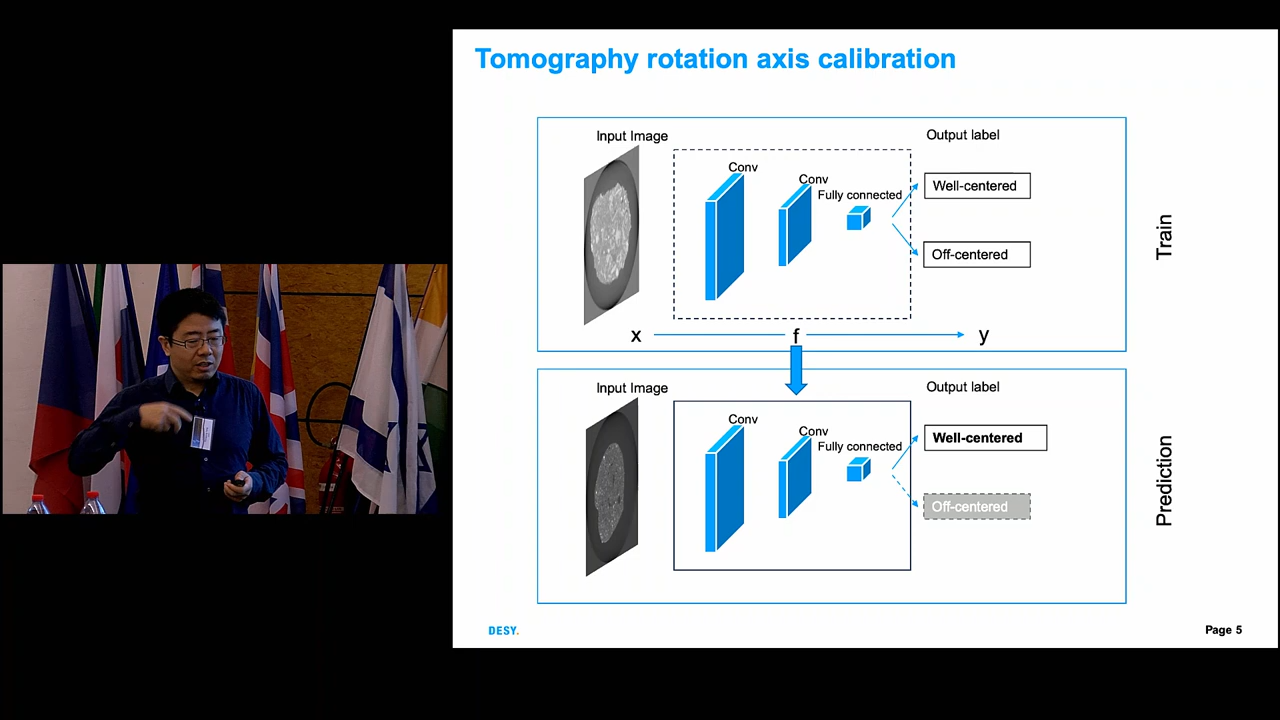 Tomography rotation axis calibration
Input Image
Output label
Conv
Conv
Fully connected
Well-centered
Off-centered
x
f
y
Train
Input Image
Output label
Conv
Conv
Fully connected
Well-centered
Off-centered
Prediction
DESY.
Page 5